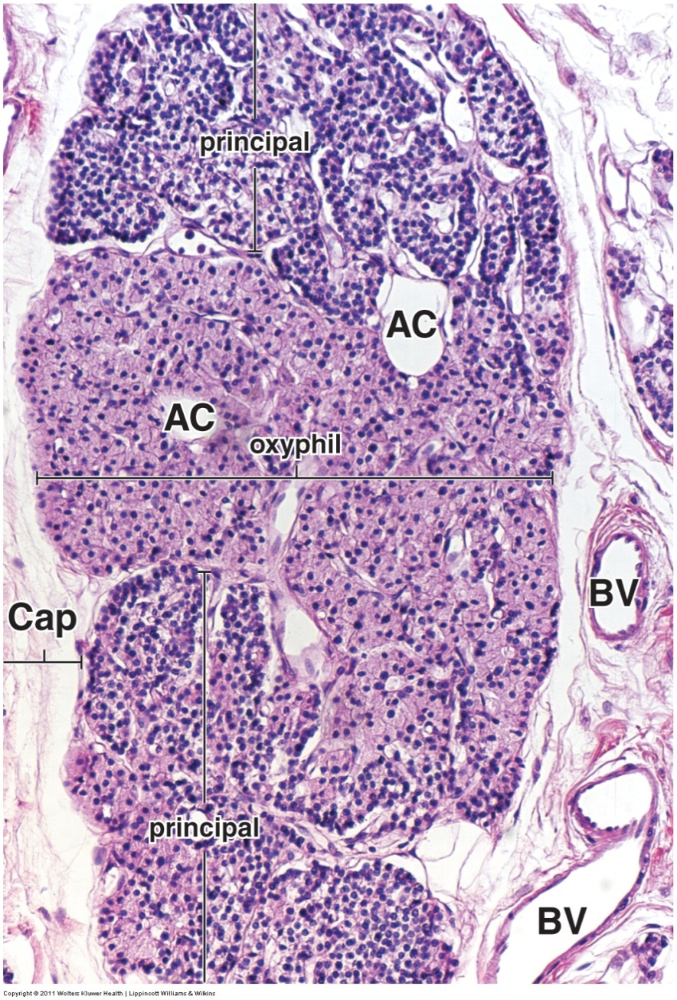 principal
AC
AC
oxyphil
BV
Cap
principal
BV
Copyright © 2011 Wolters Kluwer Health | Lippincott Williams & Wilkins